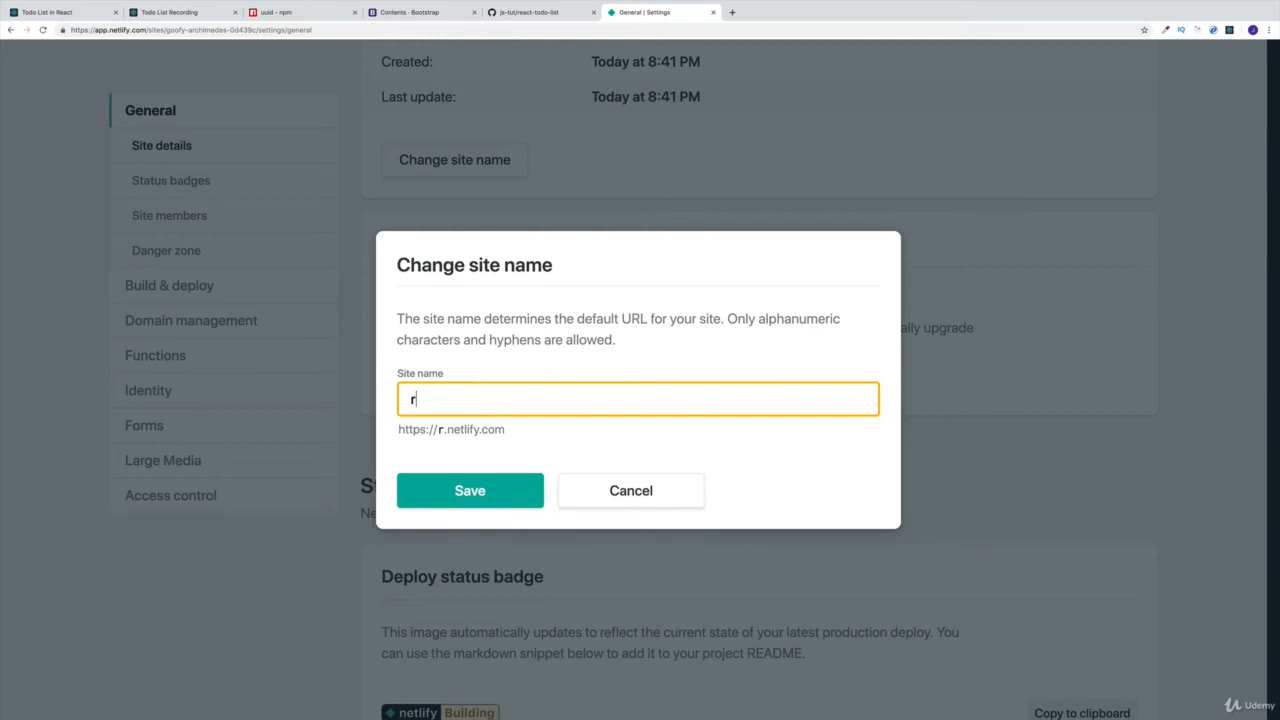 Todo List in React
Todo List Recording
uuid - npm
Contents · Bootstrap
js-tut/react-todo-list
General | Settings
https://app.netlify.com/sites/goofy-archimedes-0d439c/settings/general
Created: Today at 8:41 PM
Last update: Today at 8:41 PM
Change site name
General
Site details
Status badges
Site members
Danger zone
Build & deploy
Domain management
Functions
Identity
Forms
Large Media
Access control
Change site name
The site name determines the default URL for your site. Only alphanumeric
characters and hyphens are allowed.
Site name
r
https://r.netlify.com
Save
Cancel
ally upgrade
Deploy status badge
This image automatically updates to reflect the current state of your latest production deploy. You
can use the markdown snippet below to add it to your project README.
netlify Building
Copy to clipboard
Udemy